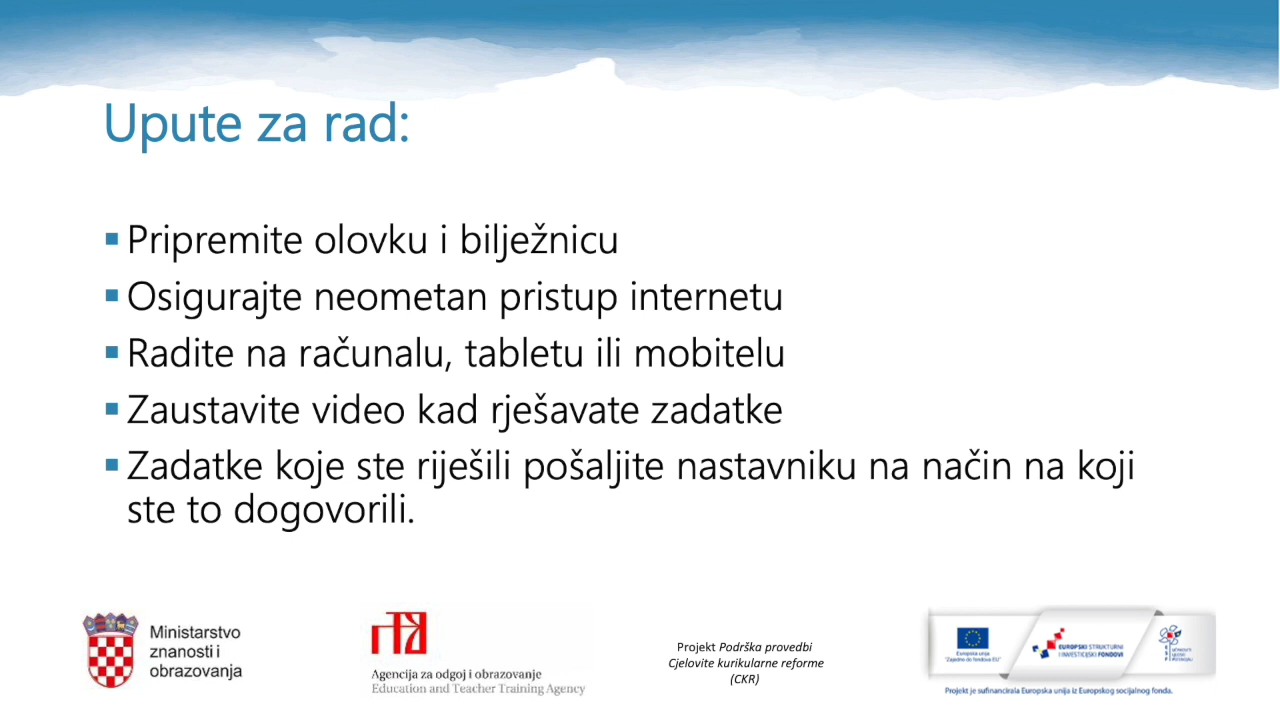 Upute za rad:
Pripremite olovku i bilježnicu
Osigurajte neometan pristup internetu
Radite na računalu, tabletu ili mobitelu
Zaustavite video kad rješavate zadatke
Zadatke koje ste riješili pošaljite nastavniku na način na koji
ste to dogovorili.
Ministarstvo
znanosti i
obrazovanja
Agencija za odgoj i obrazovanje
Education and Teacher Training Agency
Projekt Podrška provedbi
Cjelovite kurikularne reforme
(CKR)
Europska unija
"Zajedno do fondova EU"
EUROPSKI STRUKTURNI
I INVESTICIJSKI FONDOVI
Projekt je sufinancirala Europska unija iz Europskog socijalnog fonda.